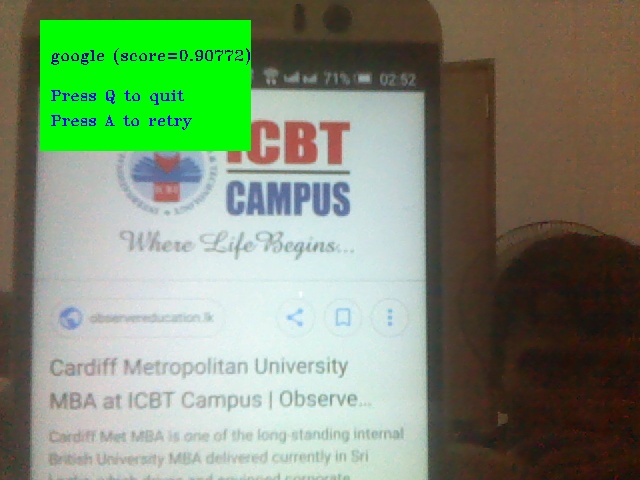 google (score=0.90772)
Press Q to quit
Press A to retry
71% 02:52
ICBT
CAMPUS
ICBT
Where Life Begins...
observereducation.lk
Cardiff Metropolitan University
MBA at ICBT Campus | Observe...
Cardiff Met MBA is one of the long-standing internal
British University MBA delivered currently in Sri